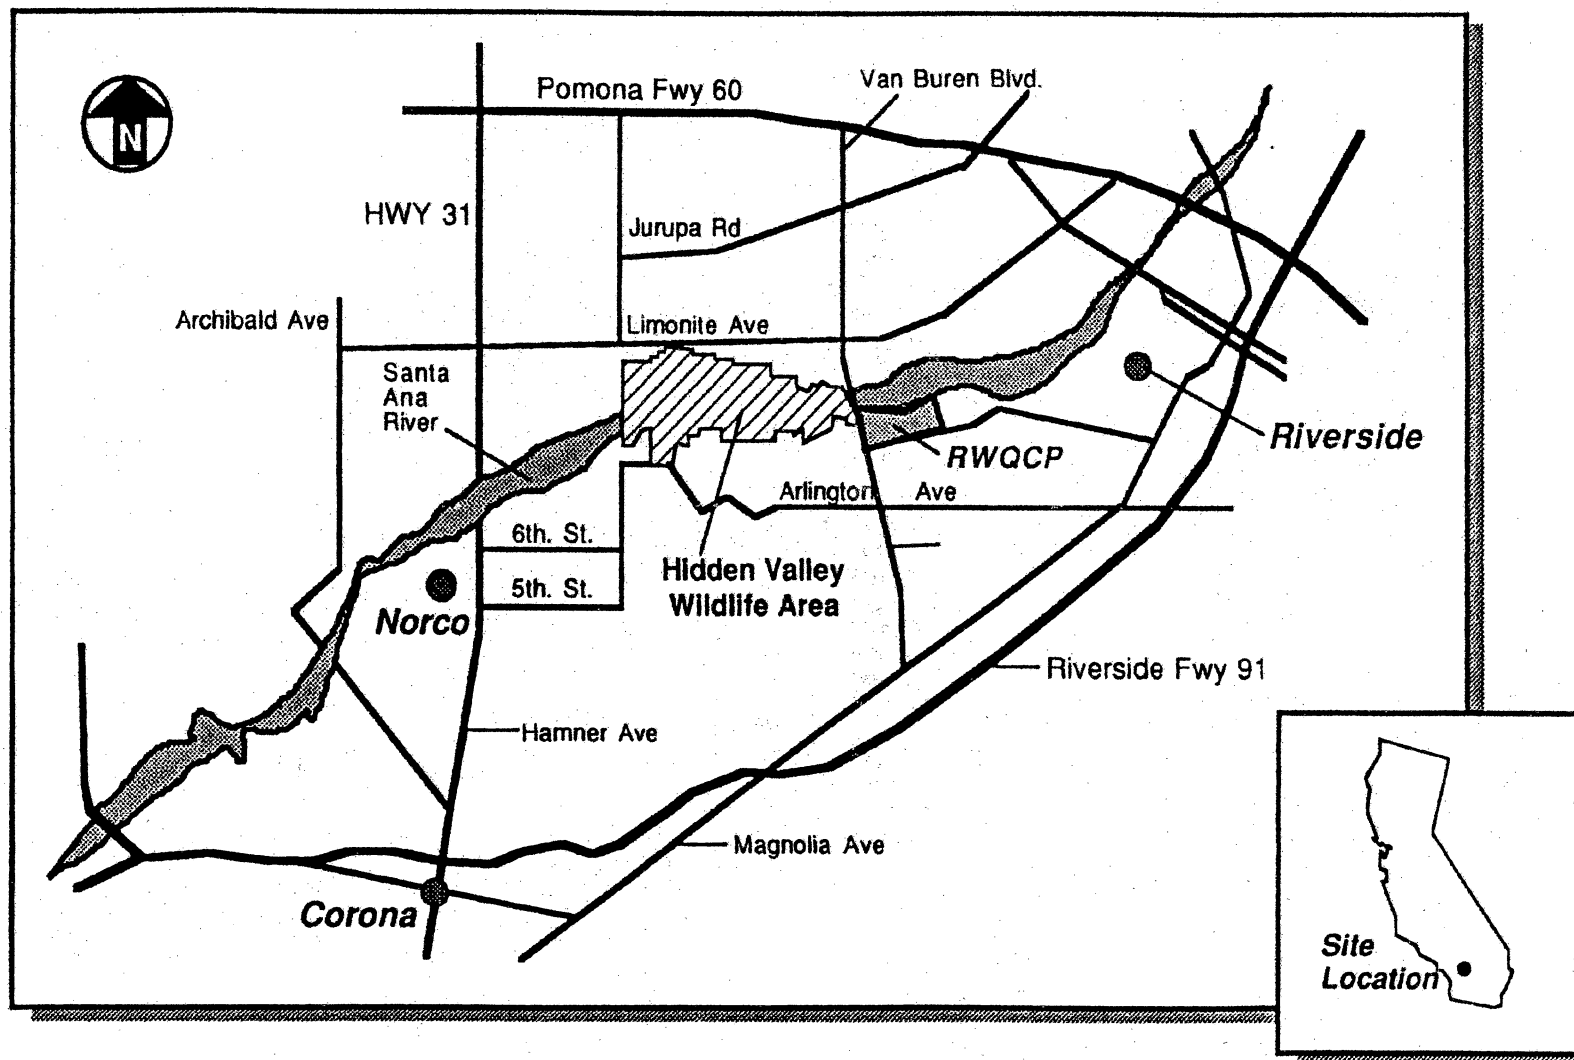 Pomona Fwy 60
Van Buren Blvd.
N
HWY 31
Jurupa Rd
Archibald Ave
Limonite Ave
Santa
Ana
River
Riverside
RWQCP
Arlington Ave
6th. St.
5th. St.
Hidden Valley
Wildlife Area
Norco
Riverside Fwy 91
Hamner Ave
Magnolia Ave
Corona
Site
Location